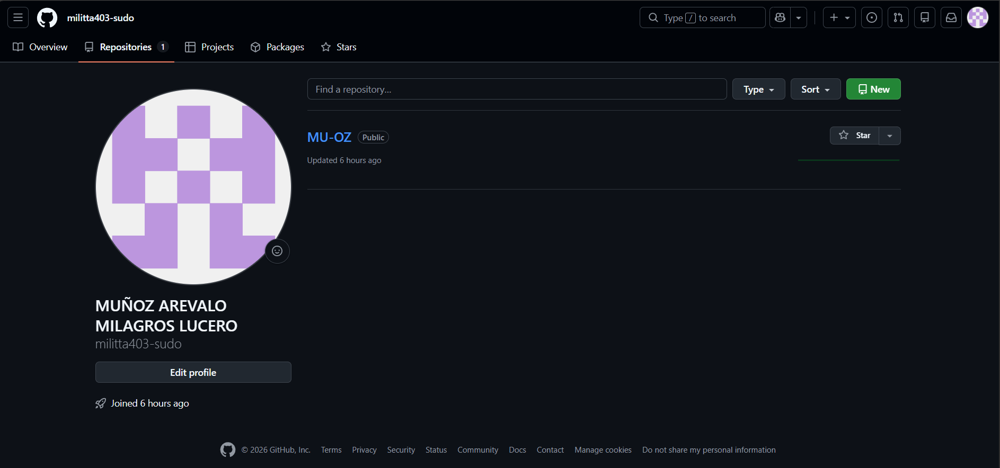 militta403-sudo
Type / to search
Overview Repositories 1 Projects Packages Stars
Find a repository...
Type
Sort
New
MU-OZ Public
Star
Updated 6 hours ago
MUÑOZ AREVALO
MILAGROS LUCERO
militta403-sudo
Edit profile
Joined 6 hours ago
© 2026 GitHub, Inc. Terms Privacy Security Status Community Docs Contact Manage cookies Do not share my personal information